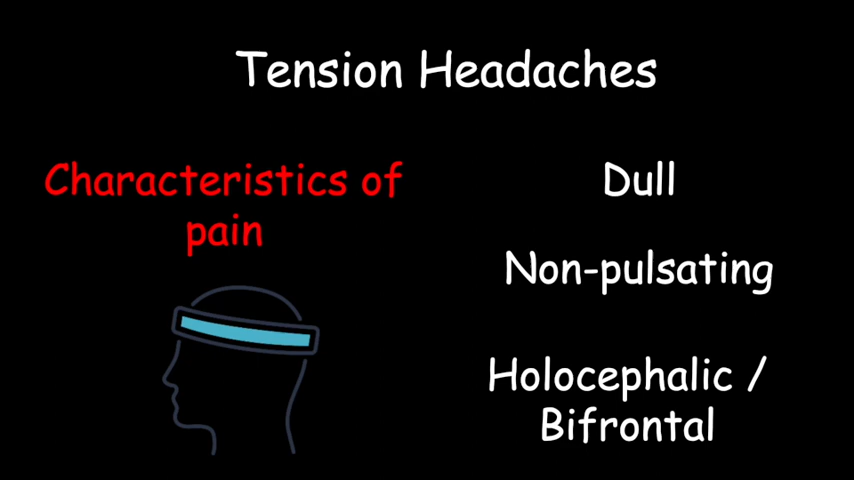 Tension Headaches
Characteristics of
pain
Dull
Non-pulsating
Holocephalic /
Bifrontal